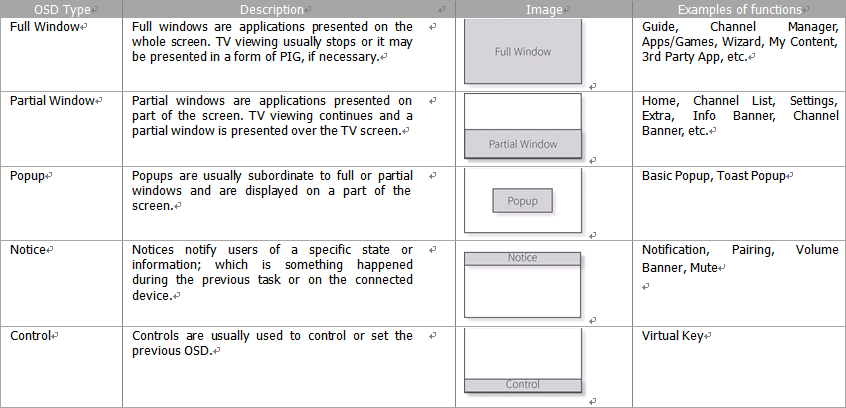 OSD Type Description Image Examples of functions
Full Window Full windows are applications presented on the Full Window Guide, Channel Manager,
whole screen. TV viewing usually stops or it may Apps/Games, Wizard, My Content,
be presented in a form of PIG, if necessary. 3rd Party App, etc.
Partial Window Partial windows are applications presented on Home, Channel List, Settings,
part of the screen. TV viewing continues and a Extra, Info Banner, Channel
partial window is presented over the TV screen. Partial Window Banner, etc.
Popup Popups are usually subordinate to full or partial Basic Popup, Toast Popup
windows and are displayed on a part of the Popup
screen.
Notice Notices notify users of a specific state or Notice Notification, Pairing, Volume
information; which is something happened Banner, Mute
during the previous task or on the connected
device.
Control Controls are usually used to control or set the Virtual Key
previous OSD.
Control